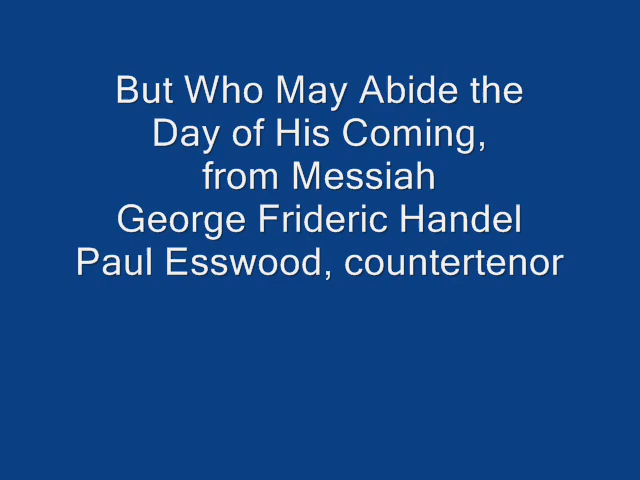 But Who May Abide the
Day of His Coming,
from Messiah
George Frideric Handel
Paul Esswood, countertenor